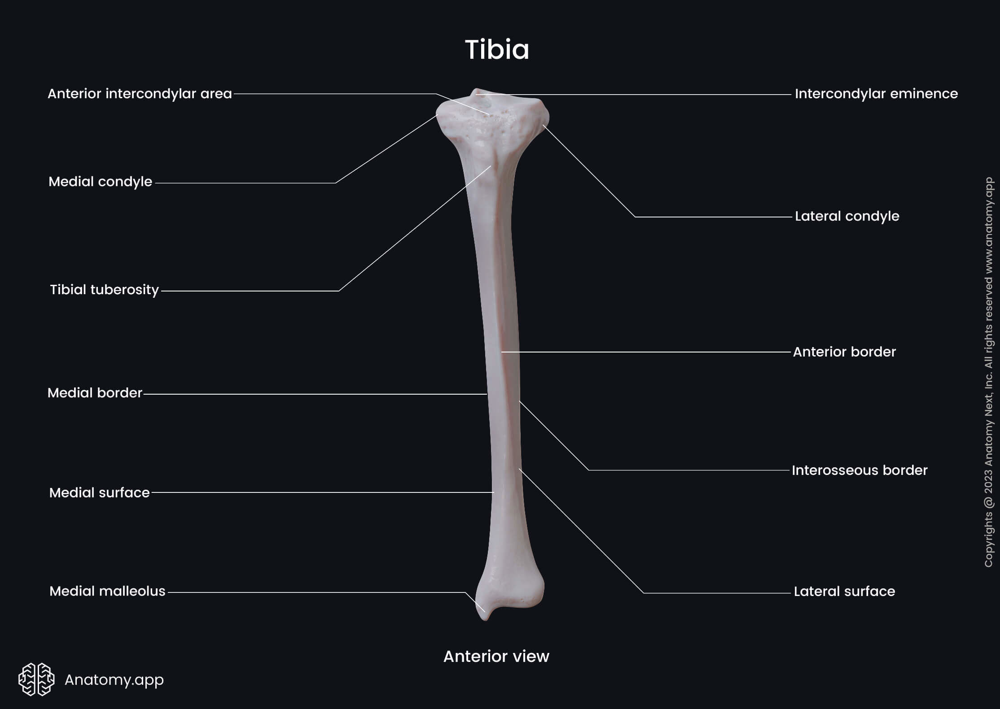 Tibia
Anterior intercondylar area
Intercondylar eminence
Medial condyle
Lateral condyle
Tibial tuberosity
Anterior border
Medial border
Interosseous border
Medial surface
Medial malleolus
Lateral surface
Anterior view
Anatomy.app
Copyrights @ 2023 Anatomy Next, Inc. All rights reserved www.anatomy.app